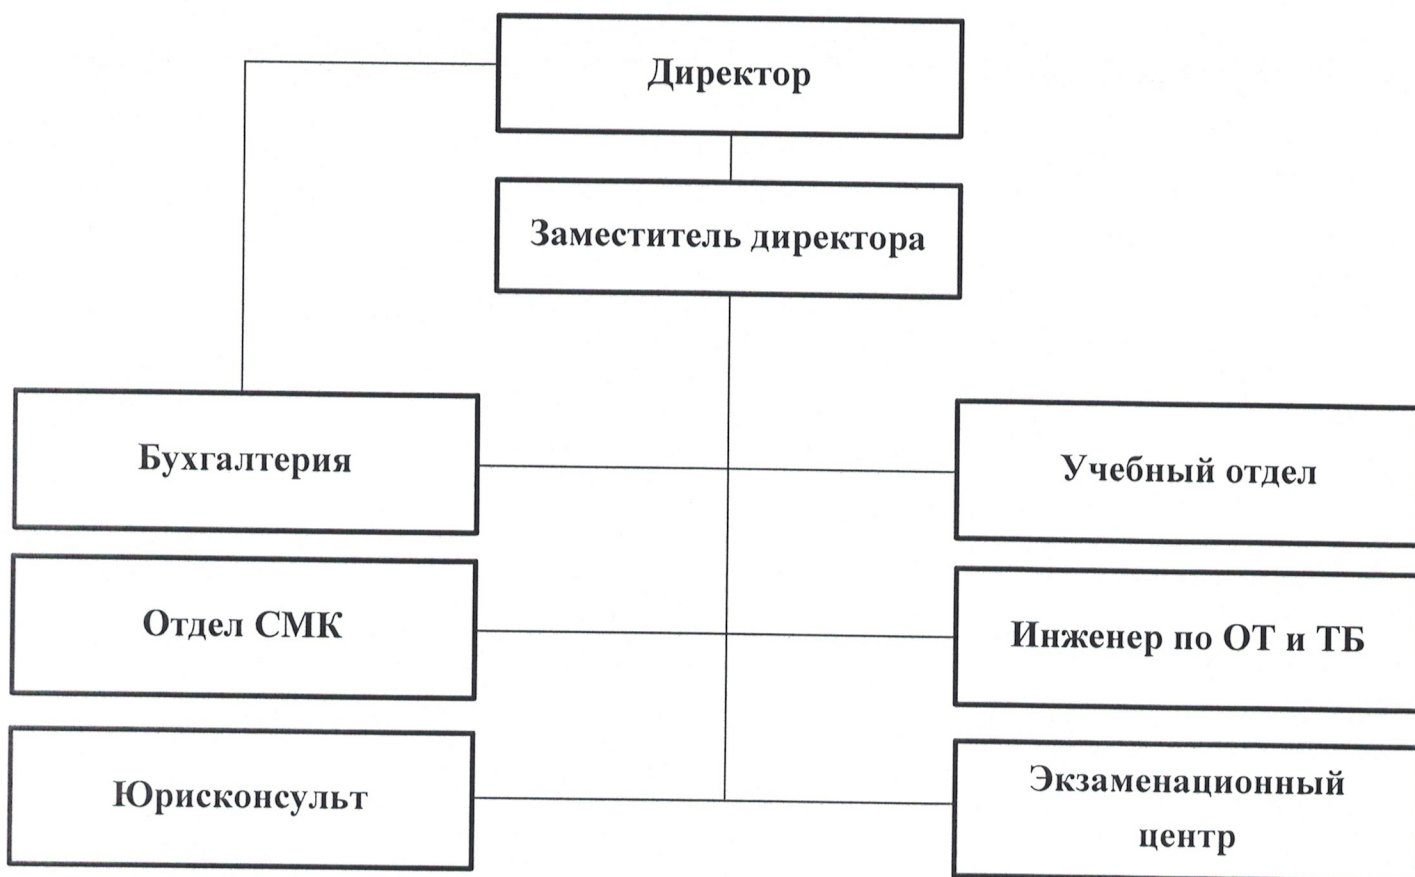 Директор
Заместитель директора
Бухгалтерия
Учебный отдел
Отдел СМК
Инженер по ОТ и ТБ
Юрисконсульт
Экзаменационный
центр